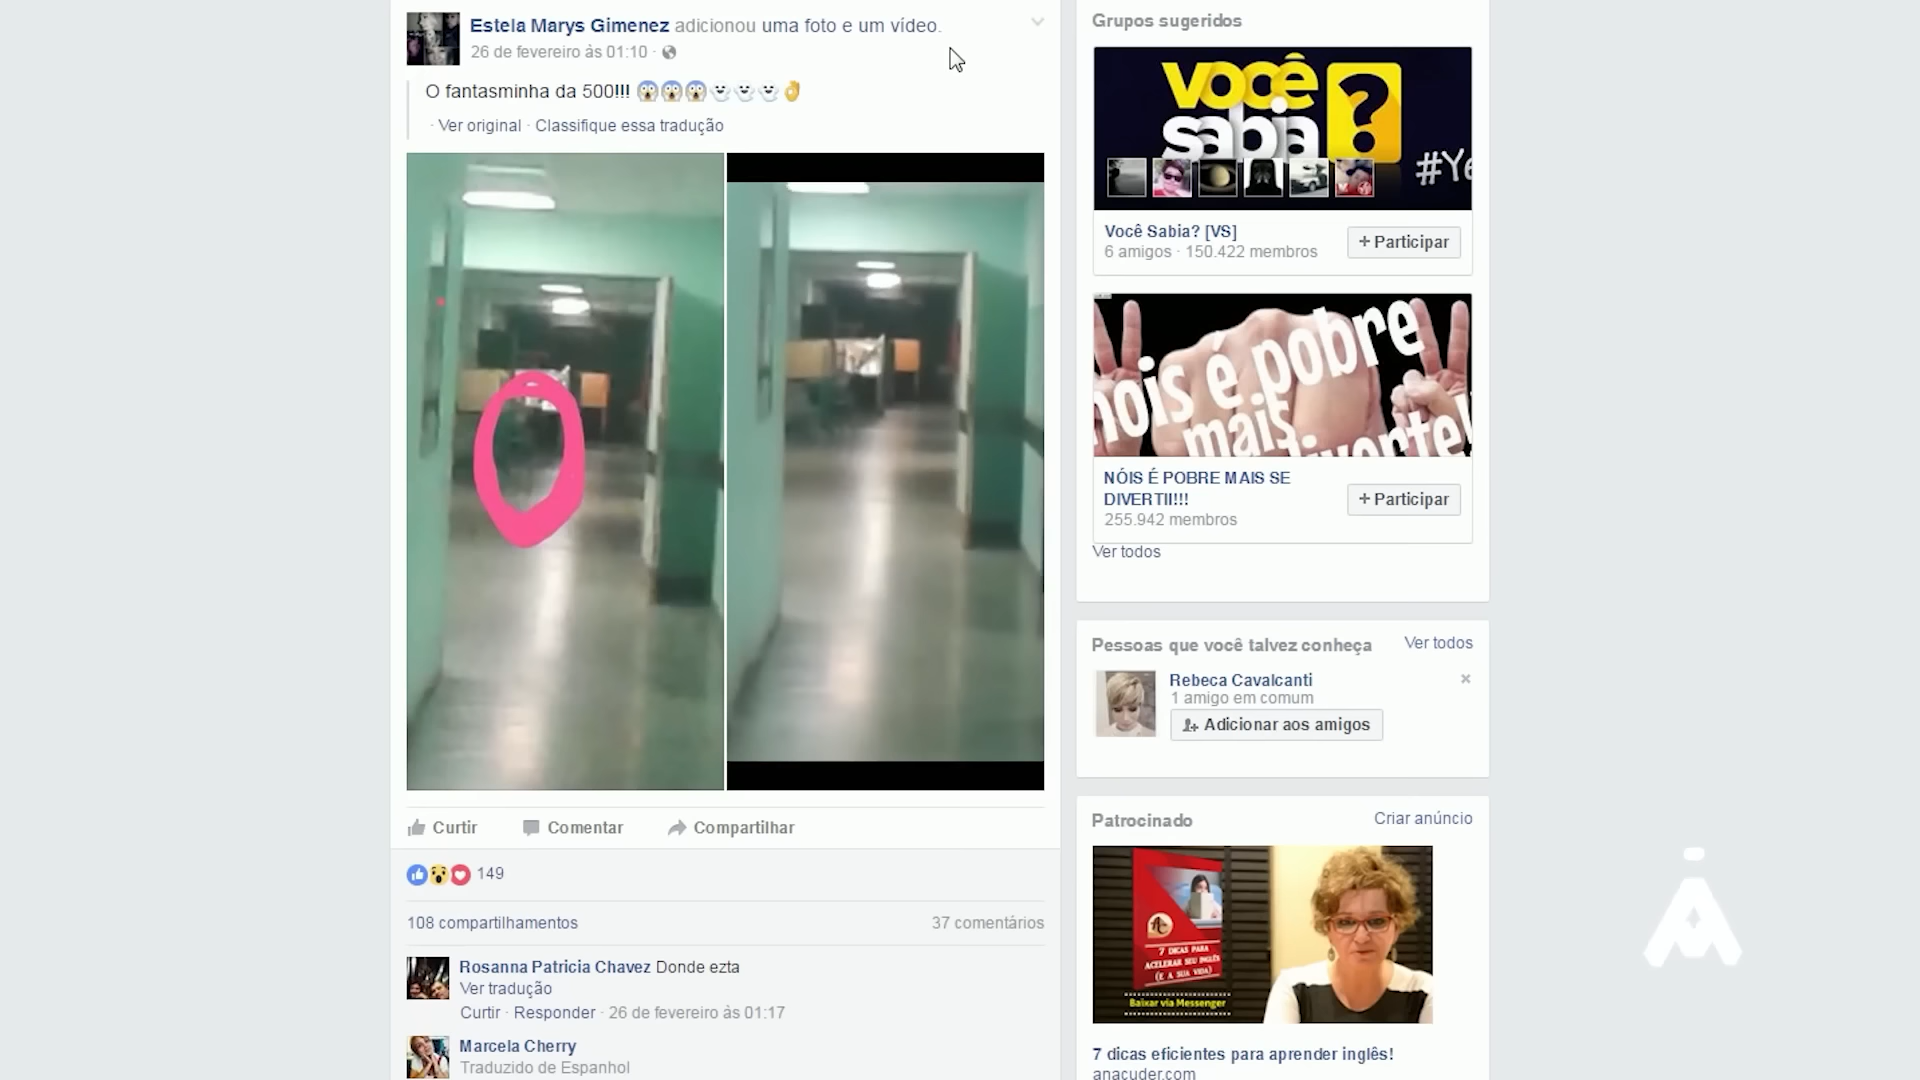 Estela Marys Gimenez adicionou uma foto e um vídeo.
26 de fevereiro às 01:10 ·
O fantasminha da 500!!! 😱😱😱👻👻👻👌
· Ver original · Classifique essa tradução
Curtir Comentar Compartilhar
149
108 compartilhamentos 37 comentários
Rosanna Patricia Chavez Donde ezta
Ver tradução
Curtir · Responder · 26 de fevereiro às 01:17
Marcela Cherry
Traduzido de Espanhol
Grupos sugeridos
você
sabia ?
#Ye
Você Sabia? [VS]
6 amigos · 150.422 membros
+ Participar
nois é pobre
mais
NÓIS É POBRE MAIS SE
DIVERTII!!!
255.942 membros
+ Participar
Ver todos
Pessoas que você talvez conheça Ver todos
Rebeca Cavalcanti ×
1 amigo em comum
Adicionar aos amigos
Patrocinado Criar anúncio
7 DICAS PARA
ACELERAR SEU INGLÊS
(E A SUA VIDA)
Baixar via Messenger
7 dicas eficientes para aprender inglês!
anacuder.com